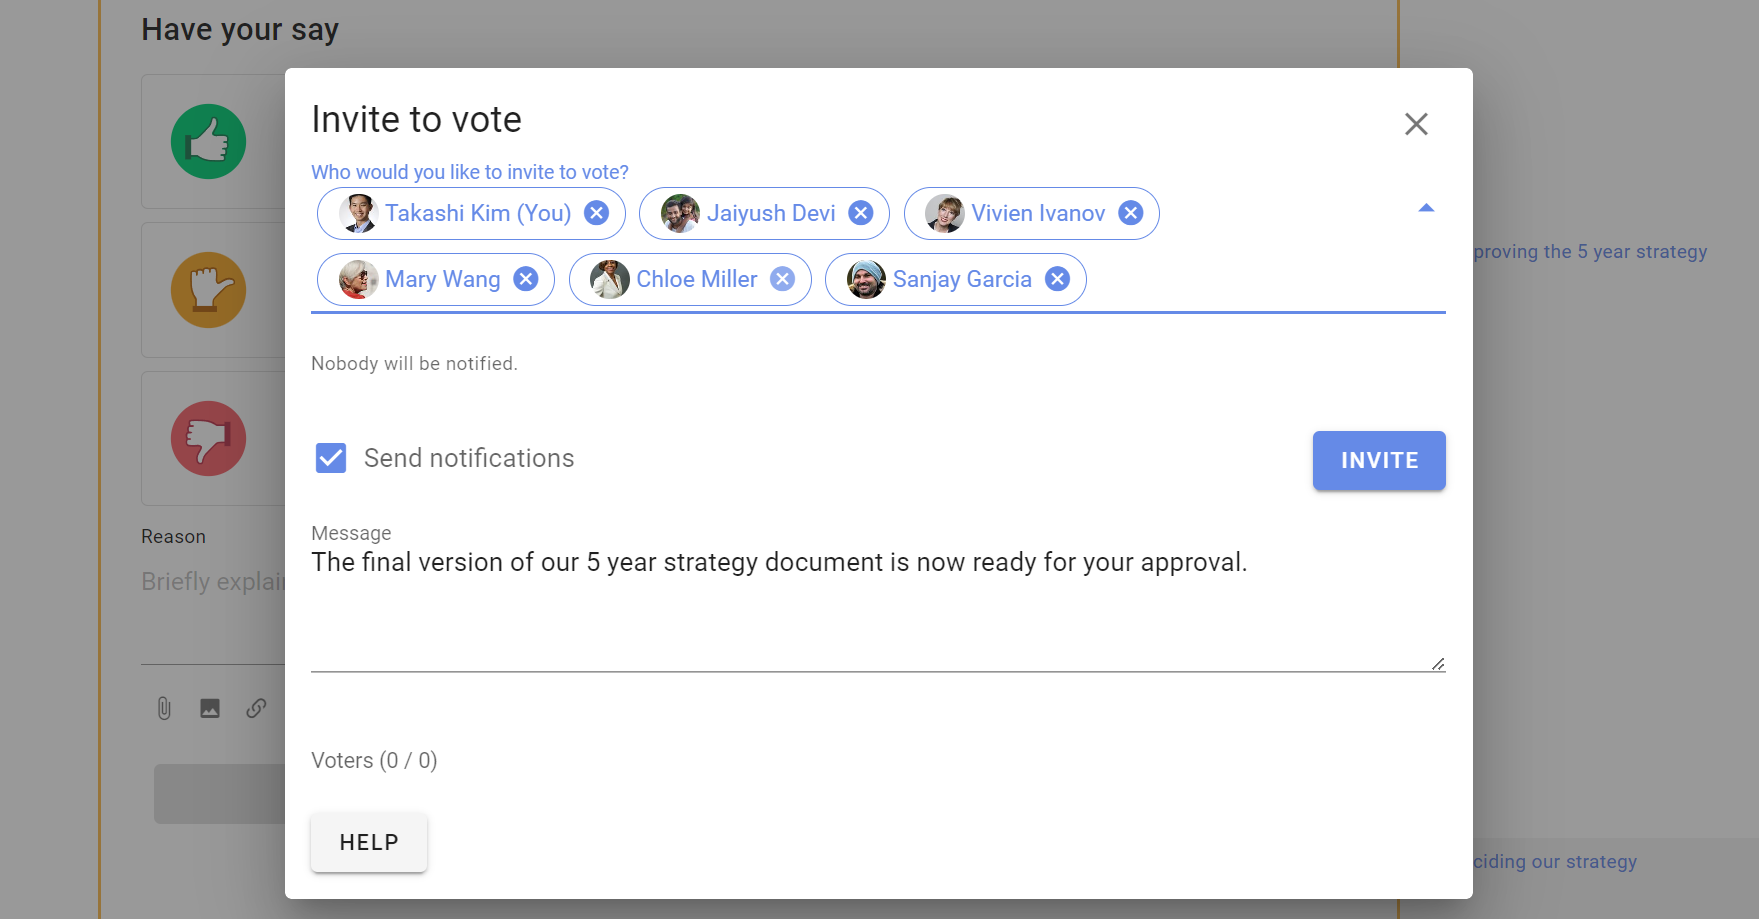 Have your say
Invite to vote
Who would you like to invite to vote?
Takashi Kim (You) Jaiyush Devi Vivien Ivanov
Mary Wang Chloe Miller Sanjay Garcia
Nobody will be notified.
Send notifications
INVITE
Message
The final version of our 5 year strategy document is now ready for your approval.
Voters (0 / 0)
HELP
Reason
Briefly explai
proving the 5 year strategy
ciding our strategy